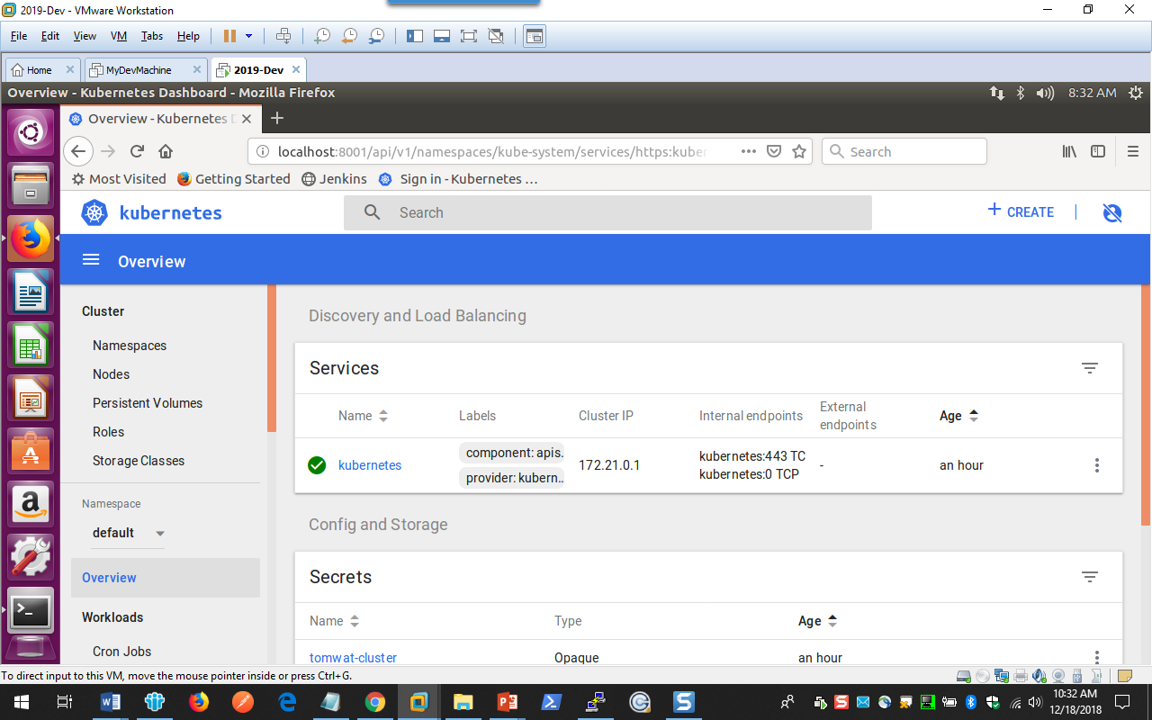 2019-Dev - VMware Workstation
File Edit View VM Tabs Help
Home MyDevMachine 2019-Dev
Overview - Kubernetes Dashboard - Mozilla Firefox 8:32 AM
Overview - Kubernetes D
localhost:8001/api/v1/namespaces/kube-system/services/https:kuber Search
Most Visited Getting Started Jenkins Sign in - Kubernetes ...
kubernetes Search + CREATE
Overview
Cluster
Namespaces
Nodes
Persistent Volumes
Roles
Storage Classes
Namespace
default
Overview
Workloads
Cron Jobs
Discovery and Load Balancing
Services
Name Labels Cluster IP Internal endpoints External endpoints Age
kubernetes component: apis. 172.21.0.1 kubernetes:443 TC - an hour
provider: kubern.. kubernetes:0 TCP
Config and Storage
Secrets
Name Type Age
tomwat-cluster Opaque an hour
To direct input to this VM, move the mouse pointer inside or press Ctrl+G.
10:32 AM
12/18/2018